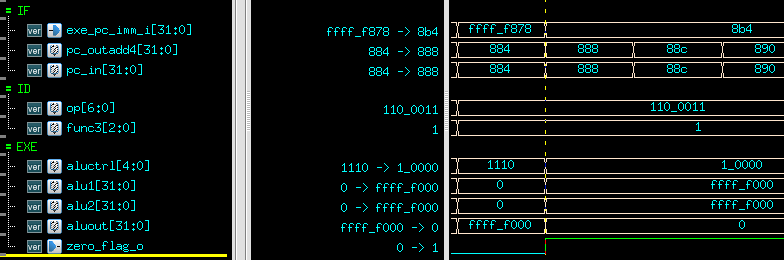 = IF
ver exe_pc_imm_i[31:0] ffff_f878 -> 8b4 ffff_f878 8b4
ver pc_outadd4[31:0] 884 -> 888 884 888 88c 890
ver pc_in[31:0] 884 -> 888 884 888 88c 890
= ID
ver op[6:0] 110_0011 110_0011
ver func3[2:0] 1 1
= EXE
ver aluctrl[4:0] 1110 -> 1_0000 1110 1_0000
ver alu1[31:0] 0 -> ffff_f000 0 ffff_f000
ver alu2[31:0] 0 -> ffff_f000 0 ffff_f000
ver aluout[31:0] ffff_f000 -> 0 ffff_f000 0
ver zero_flag_o 0 -> 1